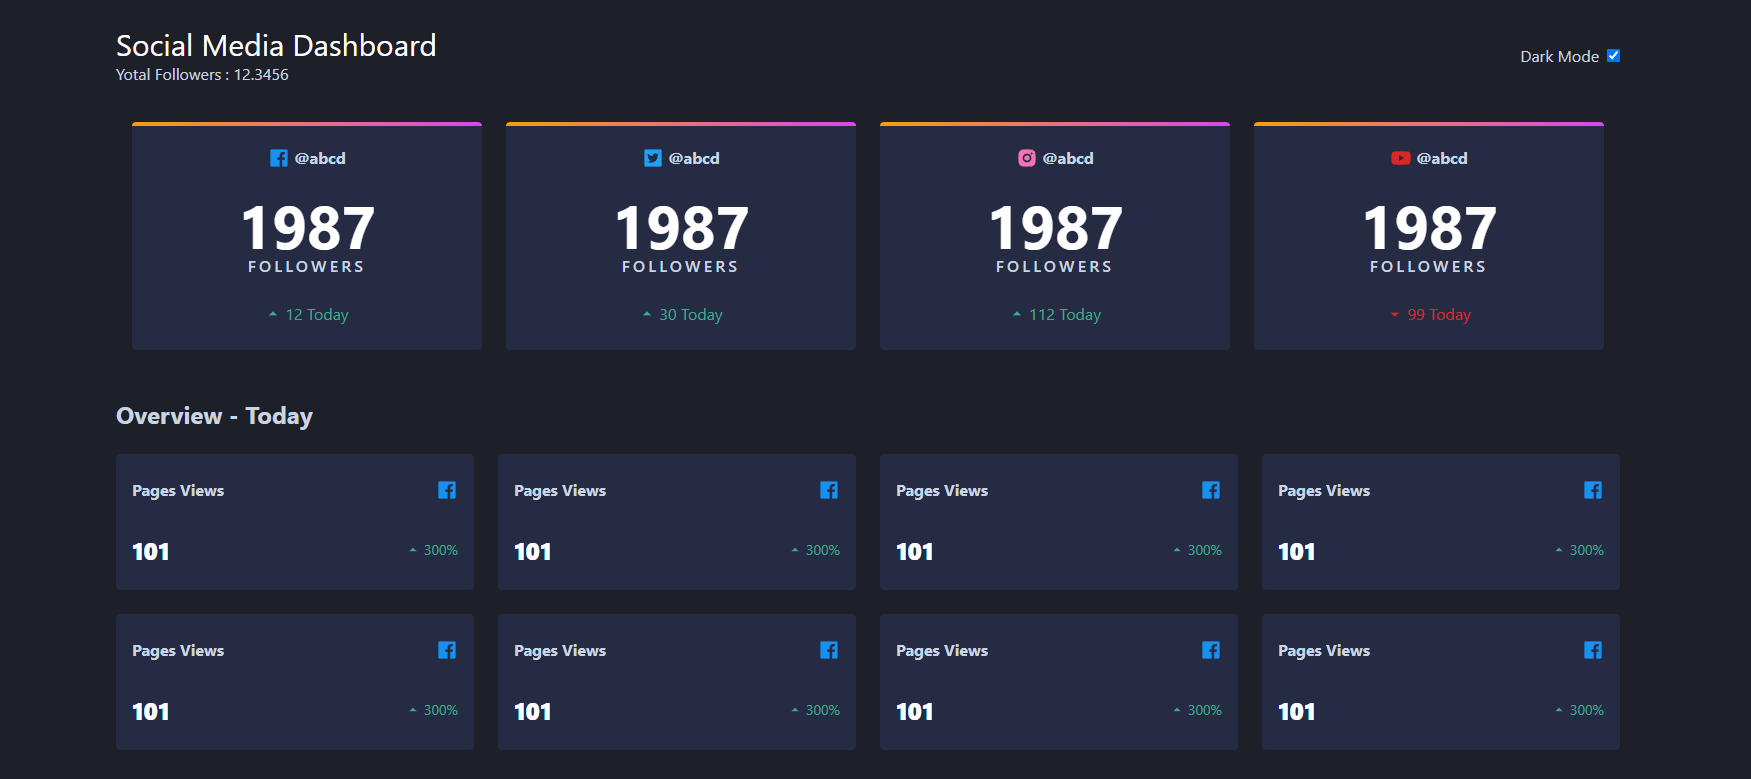 Social Media Dashboard
Yotal Followers : 12.3456
Dark Mode
@abcd
1987
FOLLOWERS
12 Today
@abcd
1987
FOLLOWERS
30 Today
@abcd
1987
FOLLOWERS
112 Today
@abcd
1987
FOLLOWERS
99 Today
Overview - Today
Pages Views
101
300%
Pages Views
101
300%
Pages Views
101
300%
Pages Views
101
300%
Pages Views
101
300%
Pages Views
101
300%
Pages Views
101
300%
Pages Views
101
300%